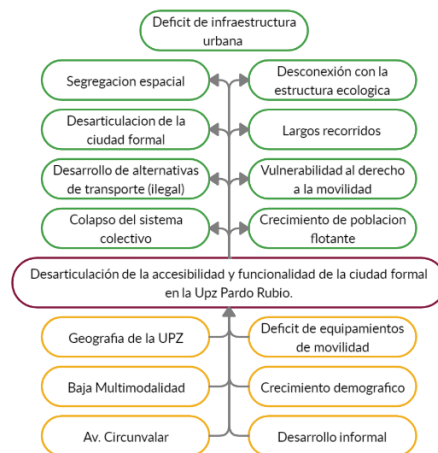 Deficit de infraestructura
urbana
Segregacion espacial
Desconexión con la
estructura ecologica
Desarticulacion de la
ciudad formal
Largos recorridos
Desarrollo de alternativas
de transporte (ilegal)
Vulnerabilidad al derecho
a la movilidad
Colapso del sistema
colectivo
Crecimiento de poblacion
flotante
Desarticulación de la accesibilidad y funcionalidad de la ciudad formal
en la Upz Pardo Rubio.
Geografia de la UPZ
Deficit de equipamientos
de movilidad
Baja Multimodalidad
Crecimiento demografico
Av. Circunvalar
Desarrollo informal